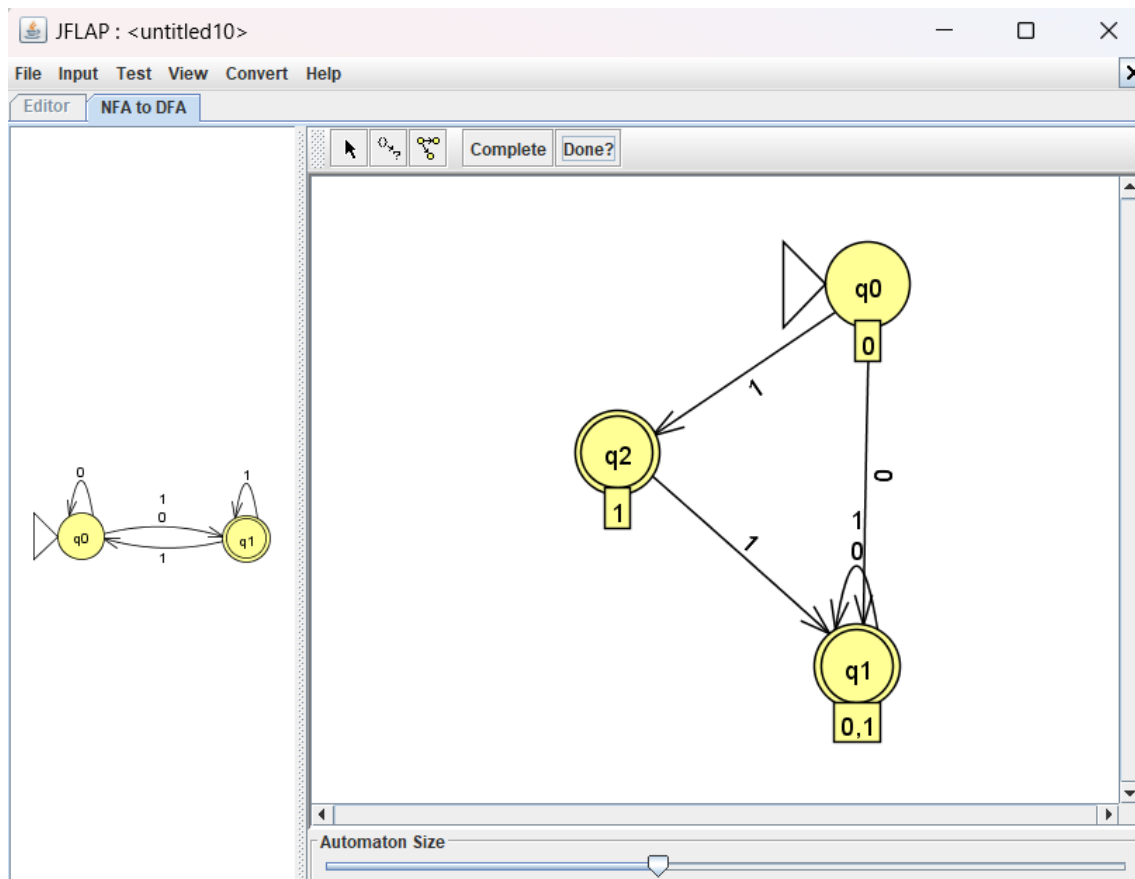 JFLAP : <untitled10>
File Input Test View Convert Help
Editor NFA to DFA
Complete Done?
0
1
1
0
q0
q1
1
q0
0
1
q2
1
0
1
1
0
q1
0,1
Automaton Size